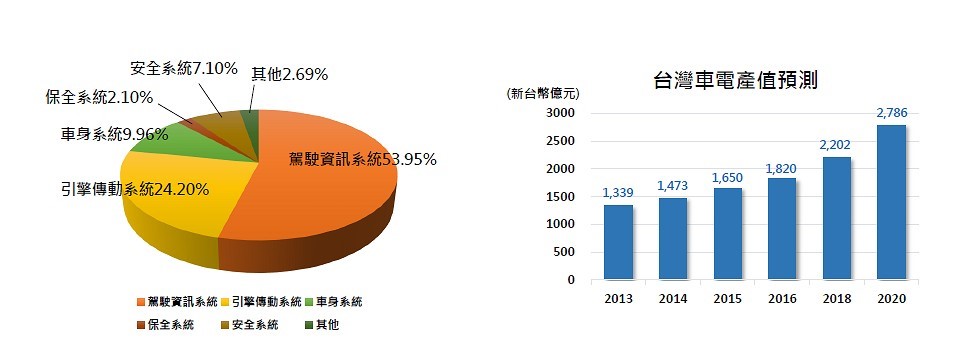 安全系統7.10%
其他2.69%
保全系統2.10%
車身系統9.96%
駕駛資訊系統53.95%
引擎傳動系統24.20%
駕駛資訊系統 引擎傳動系統 車身系統
保全系統 安全系統 其他
台灣車電產值預測
(新台幣億元)
3000
2500
2000
1500
1000
500
0
1,339
1,473
1,650
1,820
2,202
2,786
2013 2014 2015 2016 2018 2020